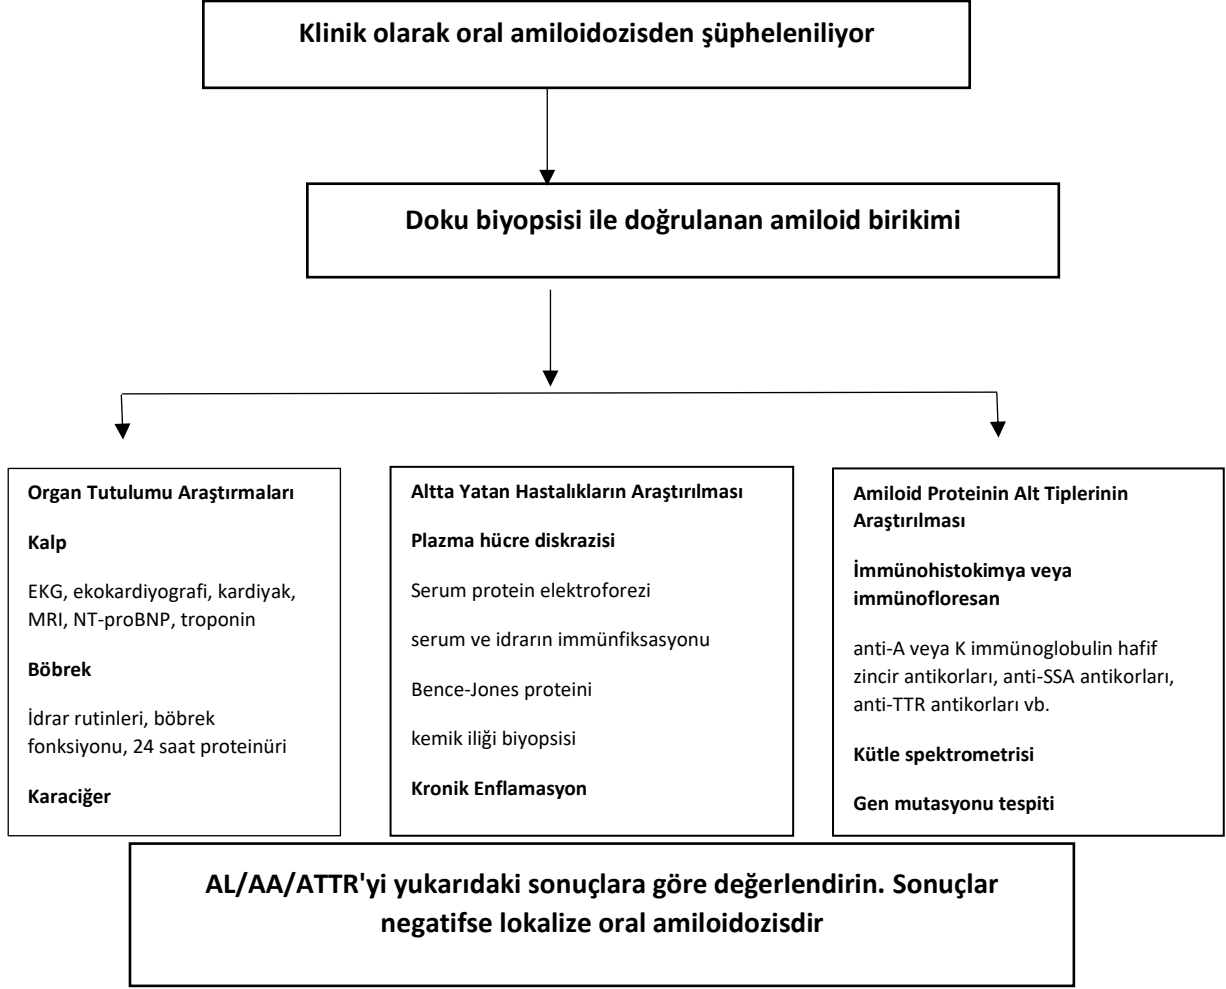 Klinik olarak oral amiloidozisden şüpheleniliyor
Doku biyopsisi ile doğrulanan amiloid birikimi
Organ Tutulumu Araştırmaları
Kalp
EKG, ekokardiyografi, kardiyak,
MRI, NT-proBNP, troponin
Böbrek
İdrar rutinleri, böbrek
fonksiyonu, 24 saat proteinüri
Karaciğer
Altta Yatan Hastalıkların Araştırılması
Plazma hücre diskrazisi
Serum protein elektroforezi
serum ve idrarın immünfiksasyonu
Bence-Jones proteini
kemik iliği biyopsisi
Kronik Enflamasyon
Amiloid Proteinin Alt Tiplerinin
Araştırılması
İmmünohistokimya veya
immünofloresan
anti-A veya K immünoglobulin hafif
zincir antikorları, anti-SSA antikorları,
anti-TTR antikorları vb.
Kütle spektrometrisi
Gen mutasyonu tespiti
AL/AA/ATTR'yi yukarıdaki sonuçlara göre değerlendirin. Sonuçlar
negatifse lokalize oral amiloidozisdir